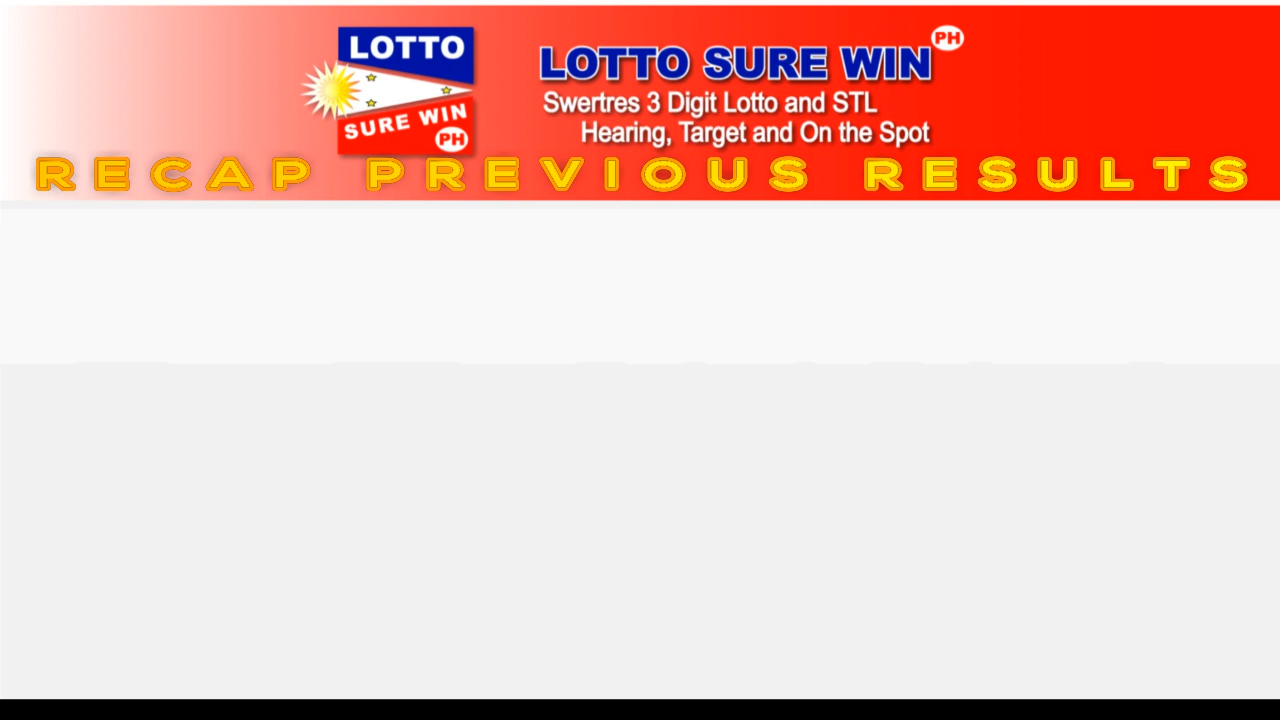 LOTTO
SURE WIN
PH
LOTTO SURE WIN PH
Swertres 3 Digit Lotto and STL
Hearing, Target and On the Spot
RECAP PREVIOUS RESULTS